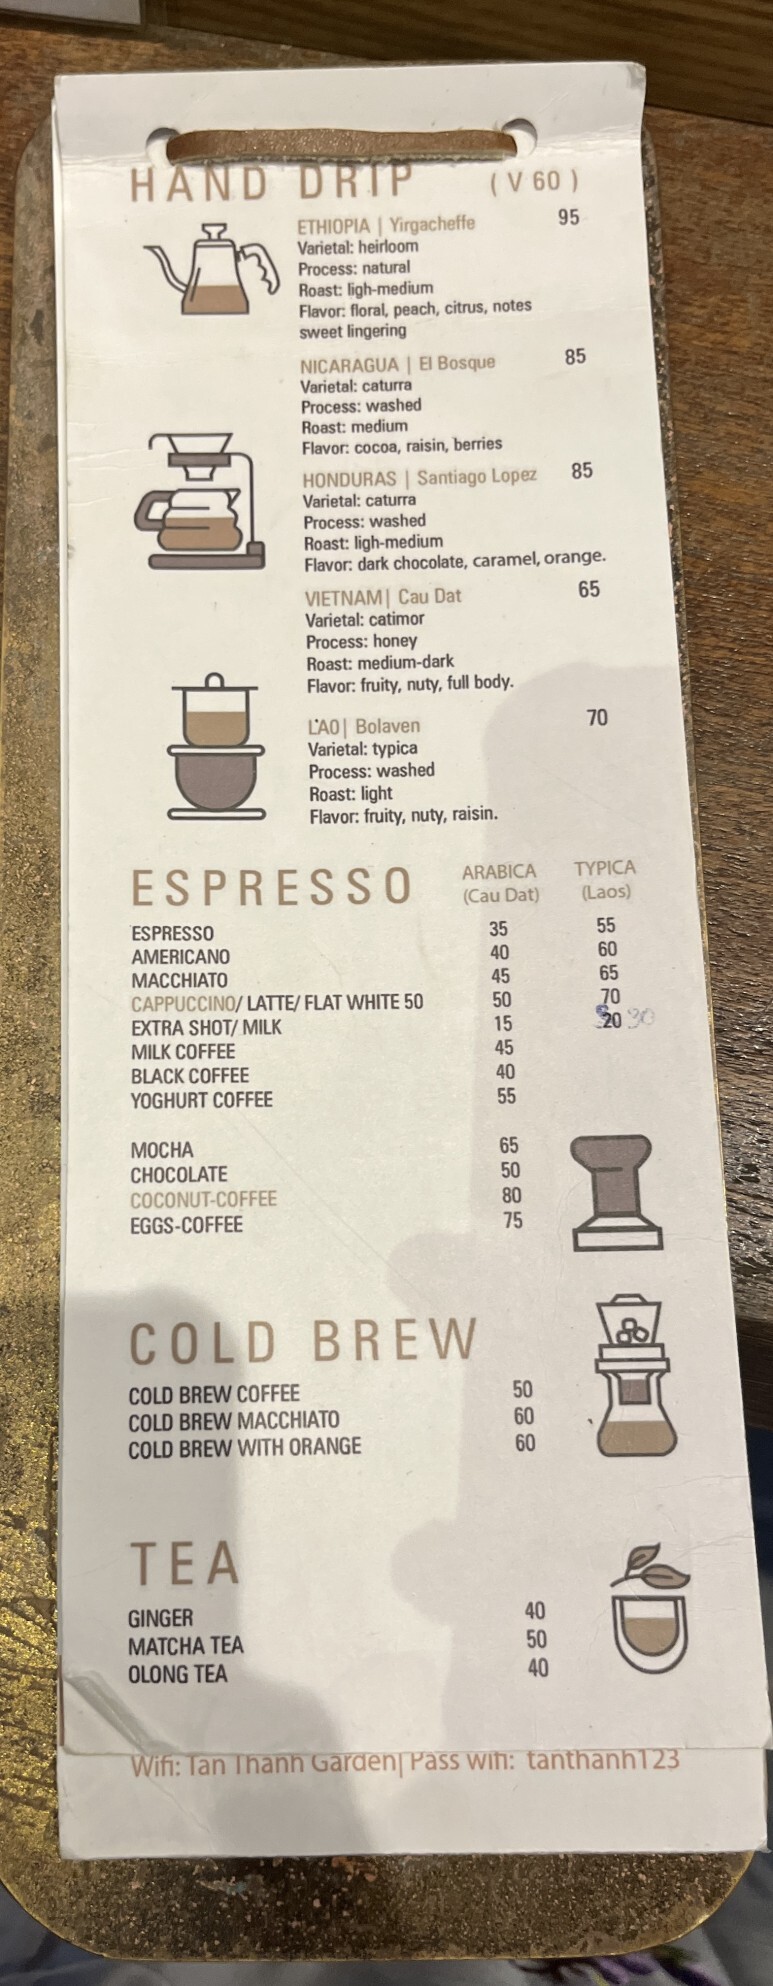 HAND DRIP (V 60)
ETHIOPIA | Yirgacheffe 95
Varietal: heirloom
Process: natural
Roast: ligh-medium
Flavor: floral, peach, citrus, notes
sweet lingering
NICARAGUA | El Bosque 85
Varietal: caturra
Process: washed
Roast: medium
Flavor: cocoa, raisin, berries
HONDURAS | Santiago Lopez 85
Varietal: caturra
Process: washed
Roast: ligh-medium
Flavor: dark chocolate, caramel, orange.
VIETNAM| Cau Dat 65
Varietal: catimor
Process: honey
Roast: medium-dark
Flavor: fruity, nuty, full body.
L'AO| Bolaven 70
Varietal: typica
Process: washed
Roast: light
Flavor: fruity, nuty, raisin.
ESPRESSO ARABICA TYPICA
(Cau Dat) (Laos)
ESPRESSO 35 55
AMERICANO 40 60
MACCHIATO 45 65
CAPPUCCINO/ LATTE/ FLAT WHITE 50 50 70
EXTRA SHOT/ MILK 15 20 30
MILK COFFEE 45
BLACK COFFEE 40
YOGHURT COFFEE 55
MOCHA 65
CHOCOLATE 50
COCONUT-COFFEE 80
EGGS-COFFEE 75
COLD BREW
COLD BREW COFFEE 50
COLD BREW MACCHIATO 60
COLD BREW WITH ORANGE 60
TEA
GINGER 40
MATCHA TEA 50
OLONG TEA 40
Wifi: Tan Thanh Garden| Pass wifi: tanthanh123